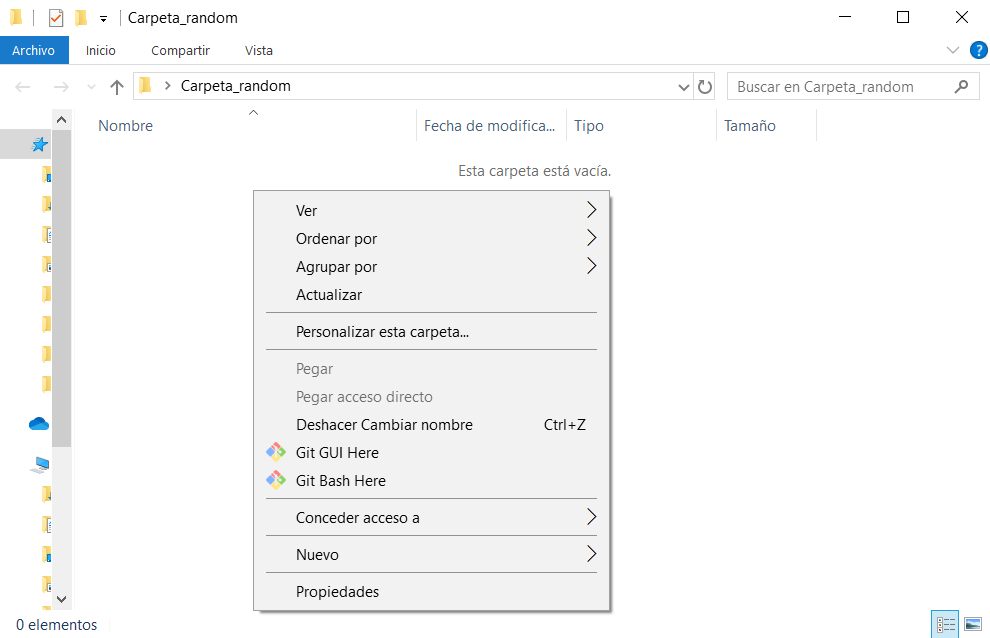 Carpeta_random
Archivo Inicio Compartir Vista ?
Carpeta_random Buscar en Carpeta_random
Nombre Fecha de modifica... Tipo Tamaño
Esta carpeta está vacía.
Ver
Ordenar por
Agrupar por
Actualizar
Personalizar esta carpeta...
Pegar
Pegar acceso directo
Deshacer Cambiar nombre Ctrl+Z
Git GUI Here
Git Bash Here
Conceder acceso a
Nuevo
Propiedades
0 elementos